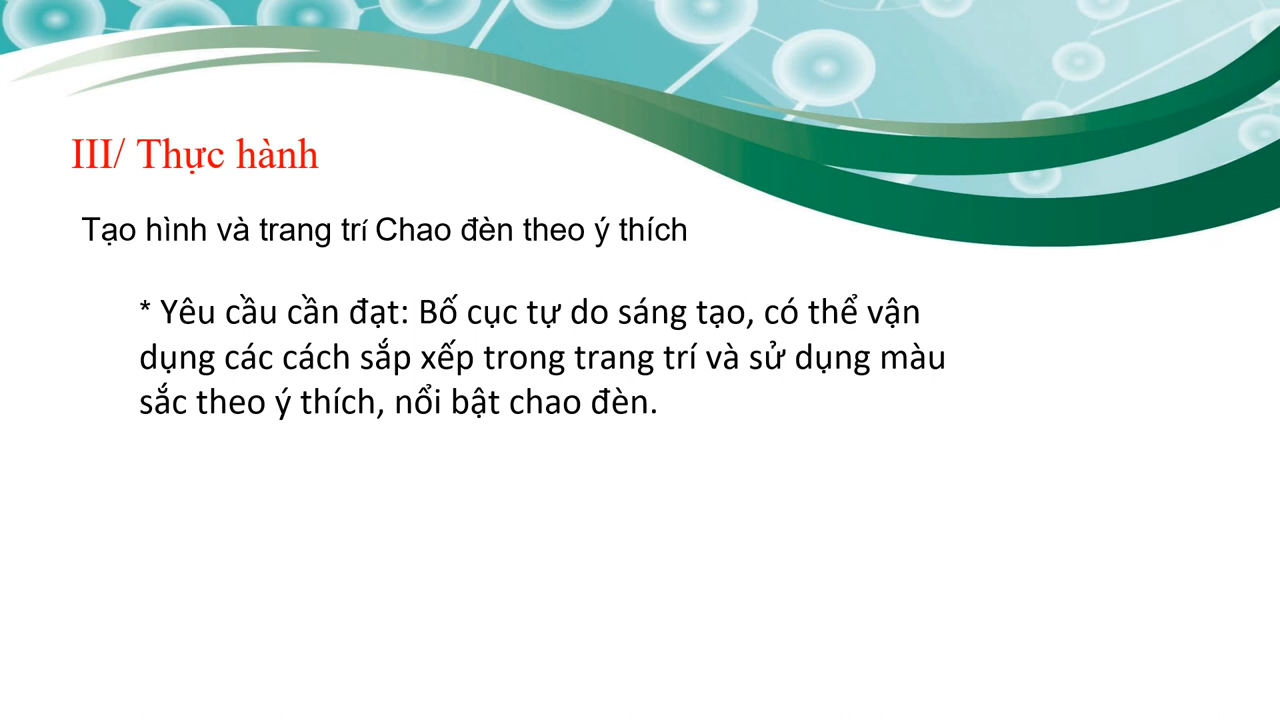 III/ Thực hành
Tạo hình và trang trí Chao đèn theo ý thích
* Yêu cầu cần đạt: Bố cục tự do sáng tạo, có thể vận
dụng các cách sắp xếp trong trang trí và sử dụng màu
sắc theo ý thích, nổi bật chao đèn.